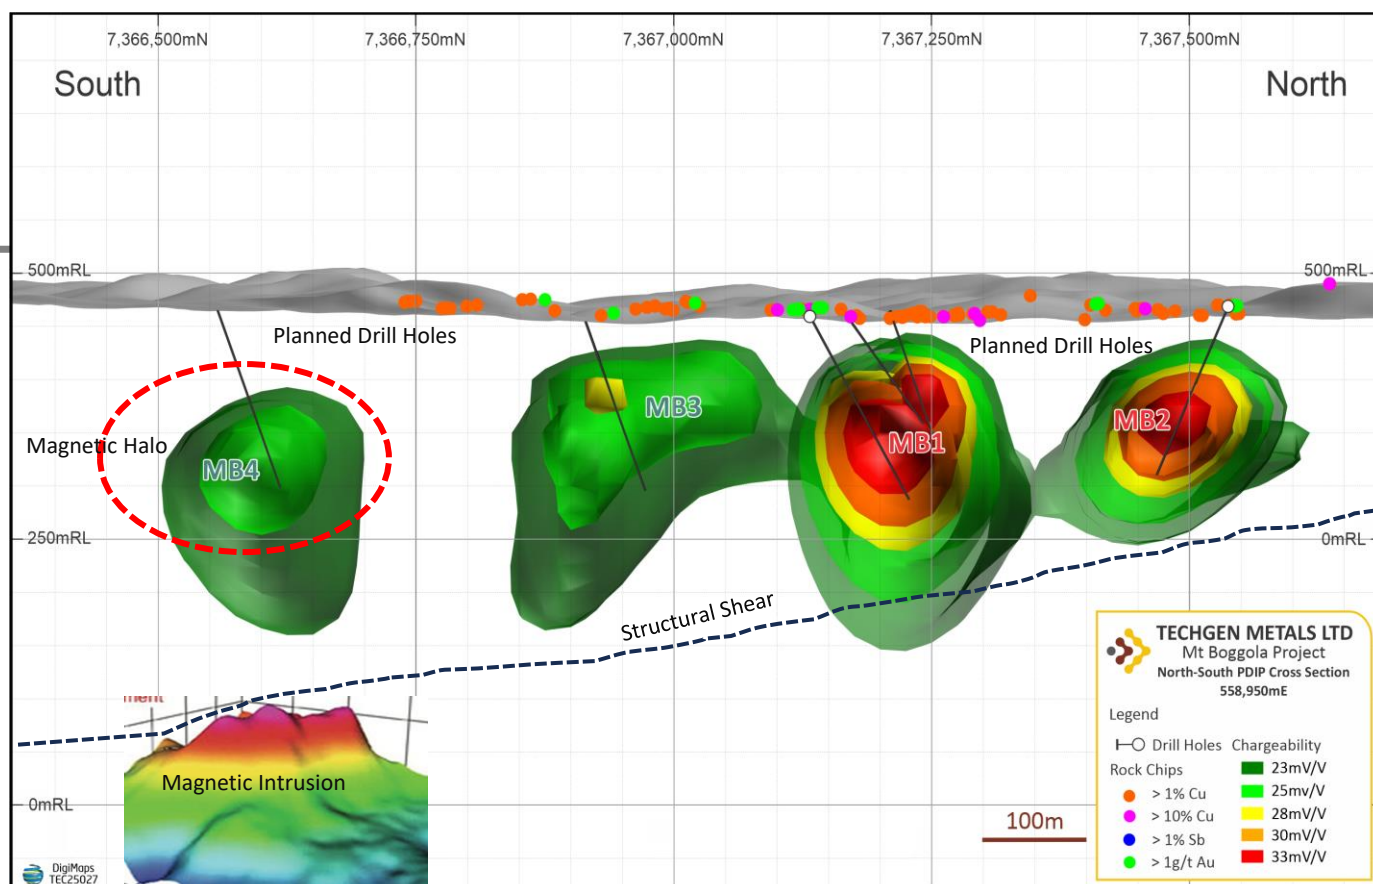 7,366,500mN 7,366,750mN 7,367,000mN 7,367,250mN 7,367,500mN
South North
500mRL 500mRL
Planned Drill Holes Planned Drill Holes
MB3
Magnetic Halo MB4 MB1 MB2
250mRL 0mRL
Structural Shear
ment
Magnetic Intrusion
0mRL
100m
DigiMaps
TEC25027
TECHGEN METALS LTD
Mt Boggola Project
North-South PDIP Cross Section
558,950mE
Legend
Drill Holes Chargeability
Rock Chips 23mV/V
> 1% Cu 25mv/V
> 10% Cu 28mv/V
> 1% Sb 30mv/V
> 1g/t Au 33mV/V